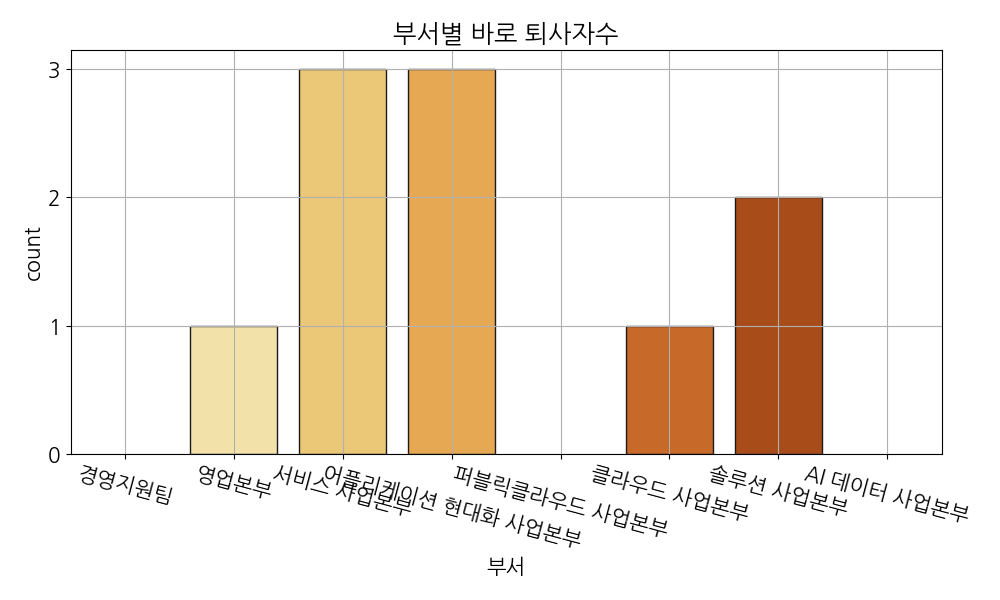 부서별 바로 퇴사자수
count
3
2
1
0
경영지원팀
영업본부
서비스 사업본부
어플리케이션 현대화 사업본부
퍼블릭클라우드 사업본부
클라우드 사업본부
솔루션 사업본부
AI 데이터 사업본부
부서